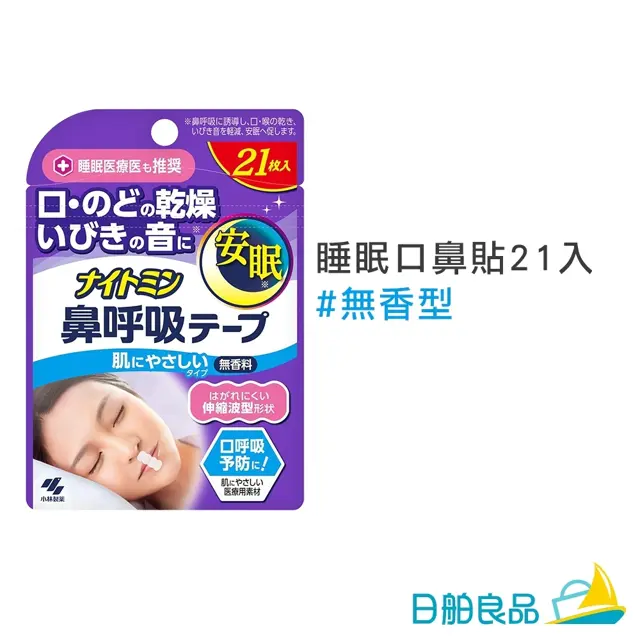 ※鼻呼吸に誘導し、口・喉の乾き、
いびき音を軽減、安眠へ促します。
睡眠医療医も推奨
21枚入
口・のどの乾燥
いびきの音に※
安眠※
ナイトミン
鼻呼吸テープ
肌にやさしい
タイプ
無香料
はがれにくい
伸縮波型形状
口呼吸
予防に!
肌にやさしい
医療用素材
小林製薬
睡眠口鼻貼21入
#無香型
日舶良品